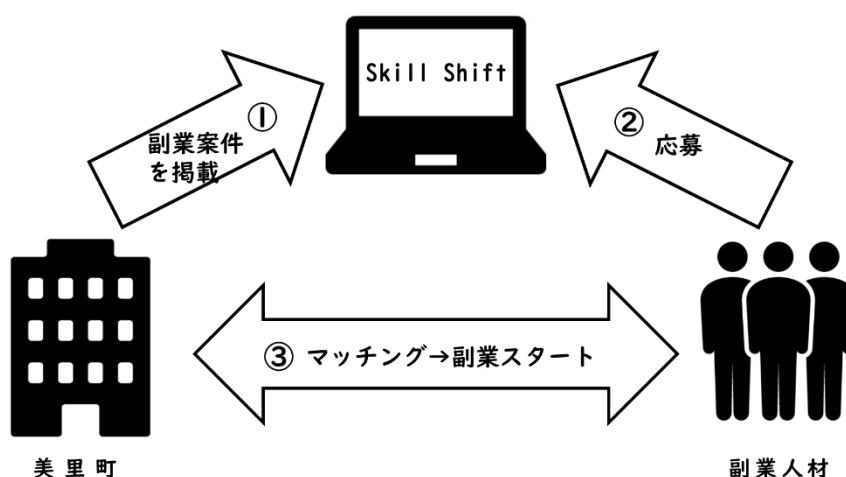 Skill Shift
①
副業案件
を掲載
② 応募
③ マッチング→副業スタート
美里町
副業人材